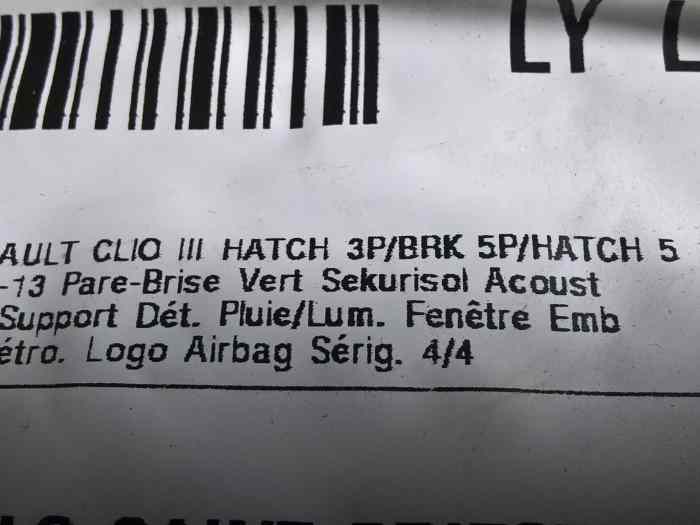 LY L
AULT CLIO III HATCH 3P/BRK 5P/HATCH 5
-13 Pare-Brise Vert Sekurisol Acoust
Support Dét. Pluie/Lum. Fenêtre Emb
étro. Logo Airbag Sérig. 4/4